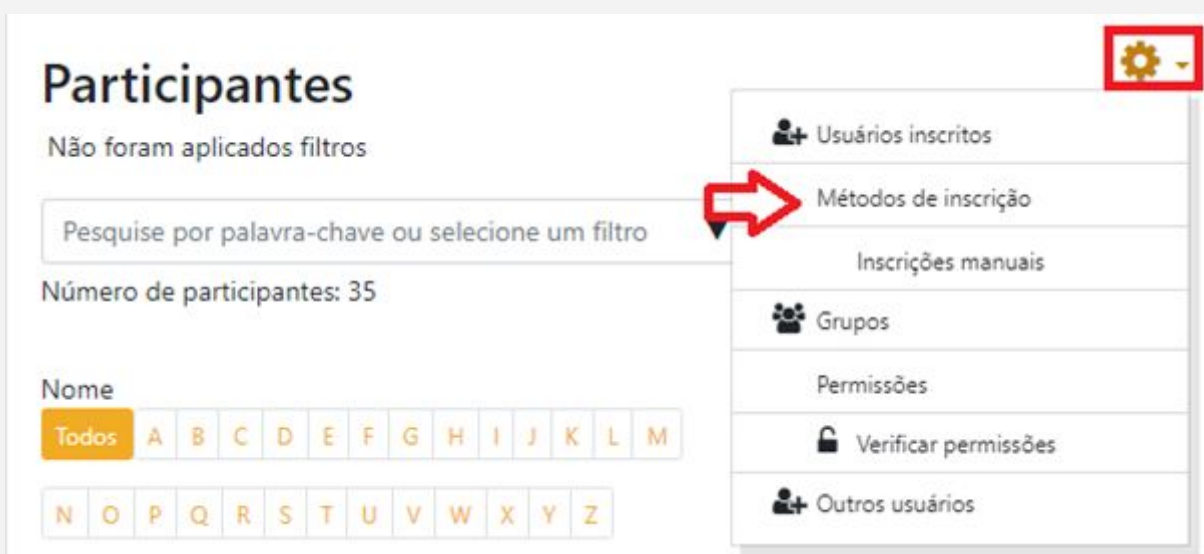 Participantes
Não foram aplicados filtros
Pesquise por palavra-chave ou selecione um filtro
Número de participantes: 35
Nome
Todos A B C D E F G H I J K L M
N O P Q R S T U V W X Y Z
Usuários inscritos
Métodos de inscrição
Inscrições manuais
Grupos
Permissões
Verificar permissões
Outros usuários